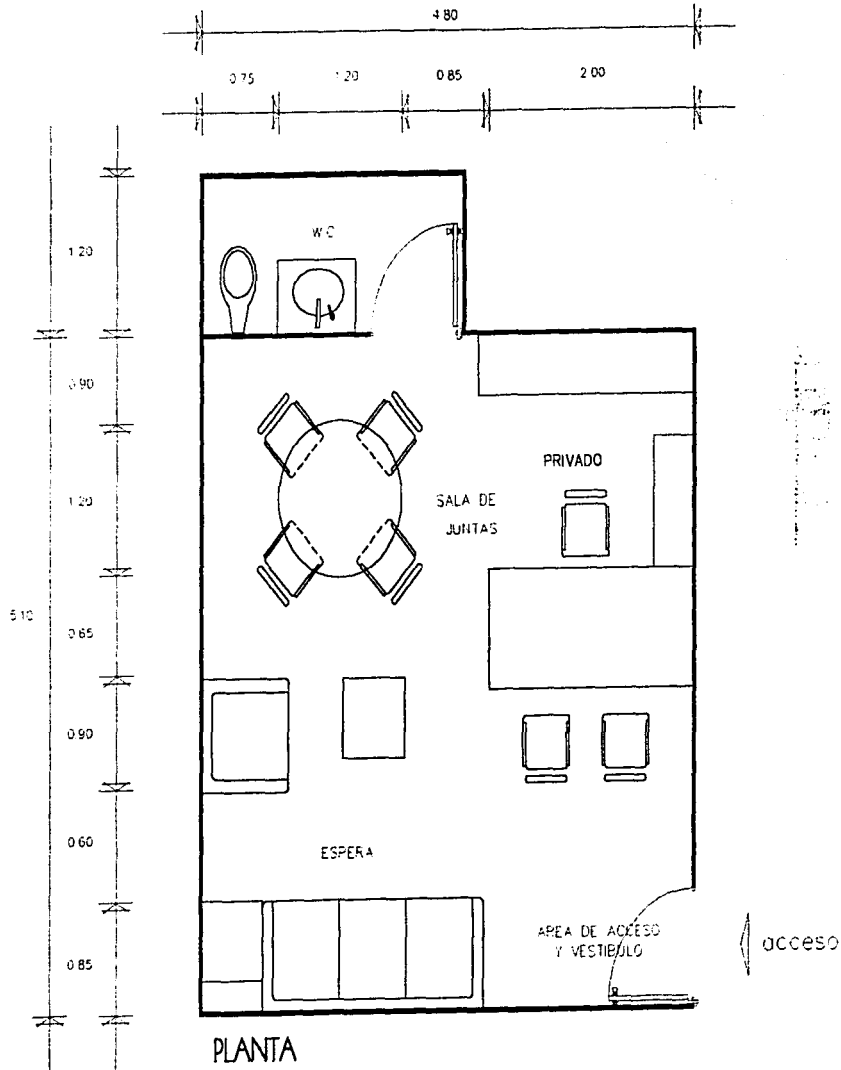 4.80
0.75
1.20
0.85
2.00
W C
1.20
0.90
PRIVADO
SALA DE
JUNTAS
1.20
5.10
0.65
0.90
0.60
ESPERA
AREA DE ACCESO
Y VESTIBULO
acceso
0.85
PLANTA